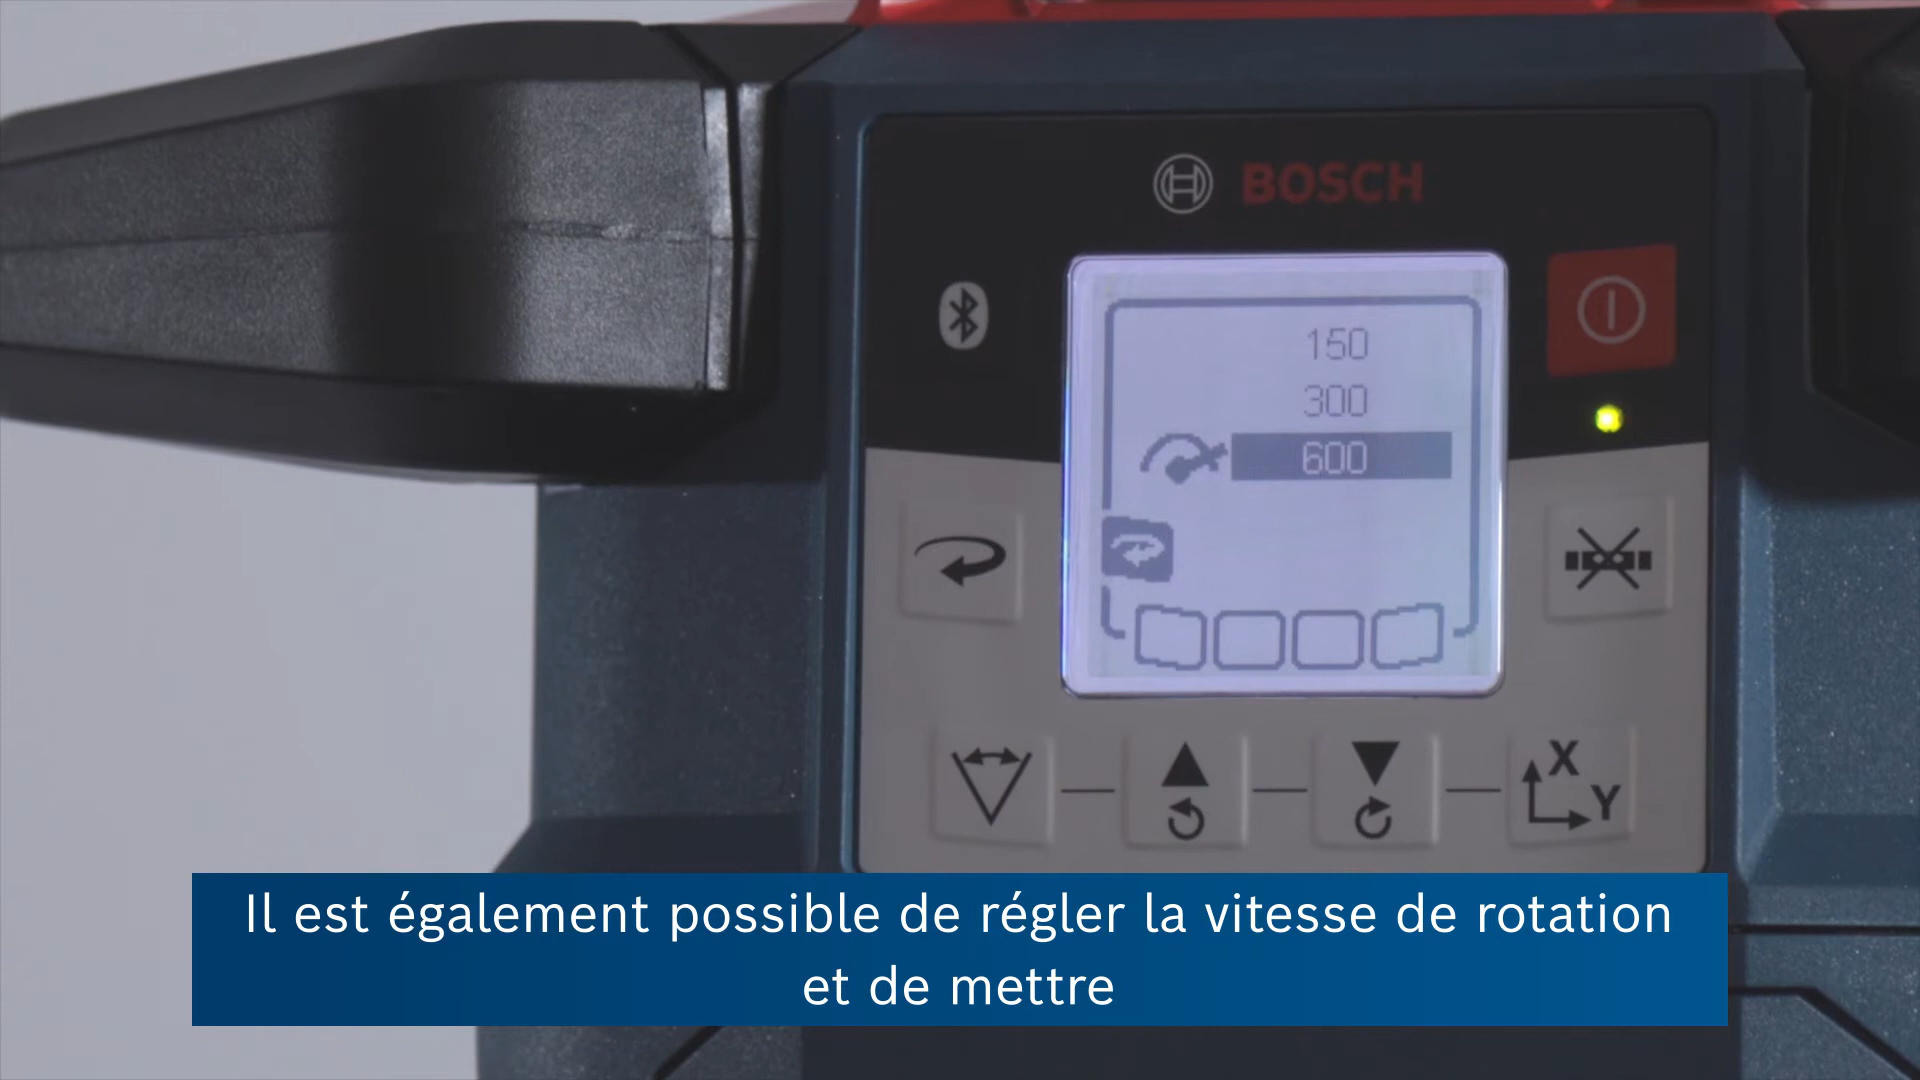 BOSCH
150
300
600
X
Y
Il est également possible de régler la vitesse de rotation
et de mettre